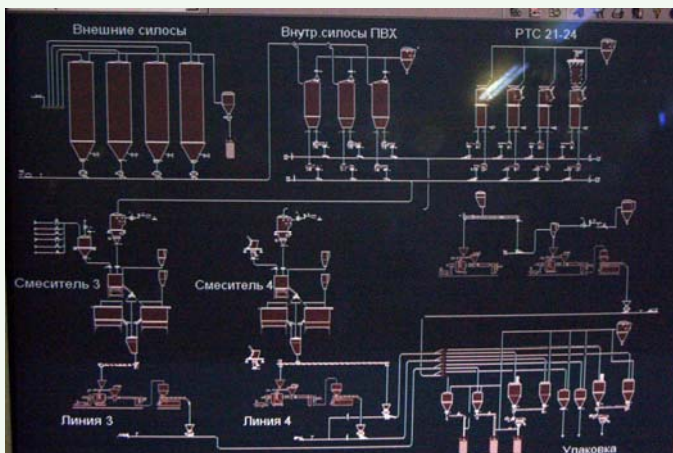 Внешние силосы
Внутр.силосы ПВХ
РТС 21-24
Смеситель 3
Смеситель 4
Линия 3
Линия 4
Упаковка